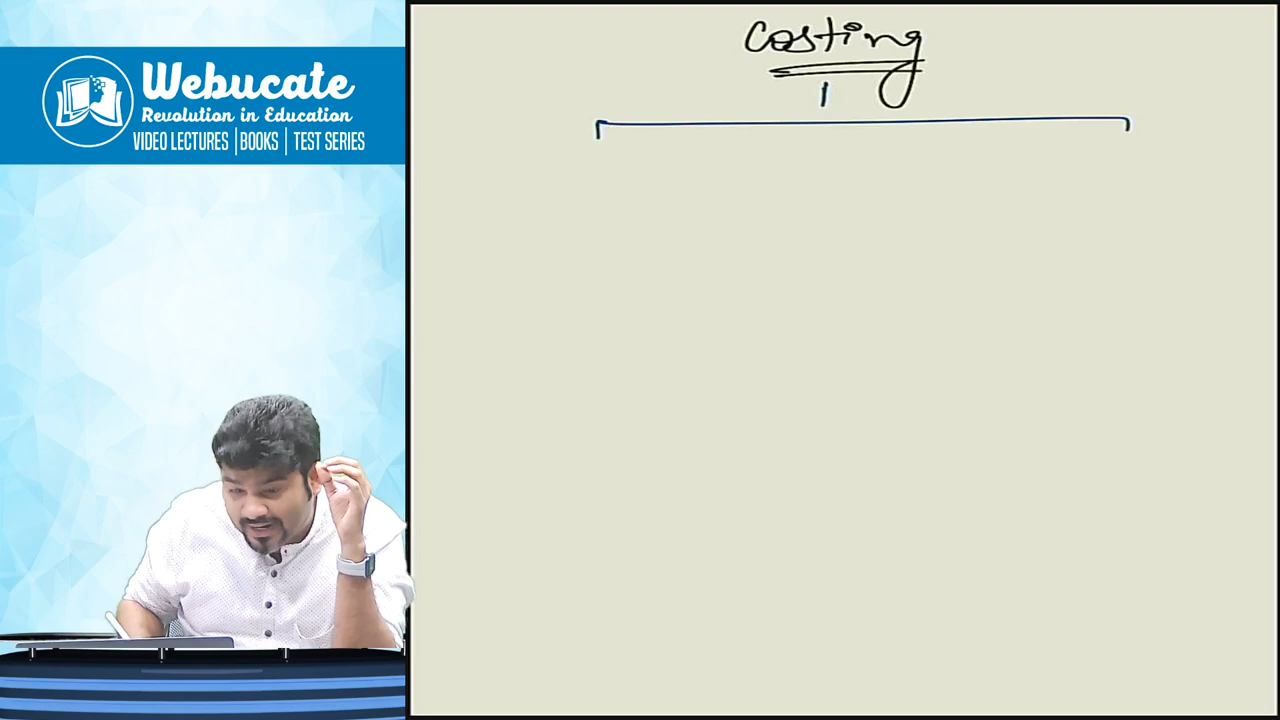 Webucate
Revolution in Education
VIDEO LECTURES | BOOKS | TEST SERIES
Costing